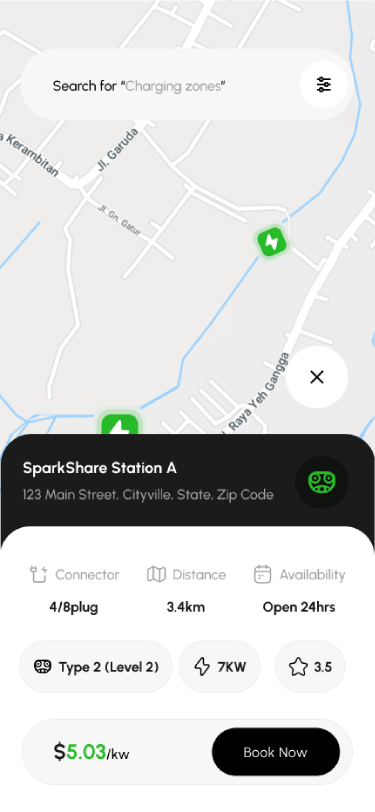 Search for “Charging zones”
a Kerambitan
Jl. Garuda
Jl. Gn. Gatur
l. Raya Yeh Gangga
SparkShare Station A
123 Main Street, Cityville, State, Zip Code
Connector
Distance
Availability
4/8plug
3.4km
Open 24hrs
Type 2 (Level 2)
7KW
3.5
$5.03/kw
Book Now